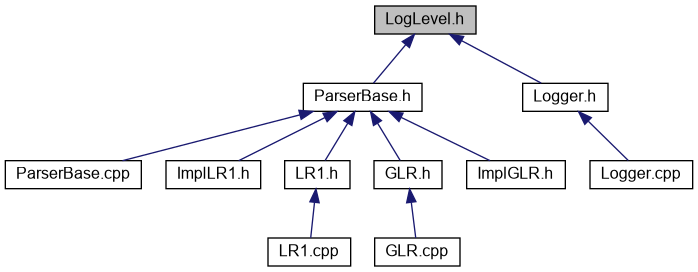 LogLevel.h
ParserBase.h
Logger.h
ParserBase.cpp
ImplLR1.h
LR1.h
GLR.h
ImplGLR.h
Logger.cpp
LR1.cpp
GLR.cpp